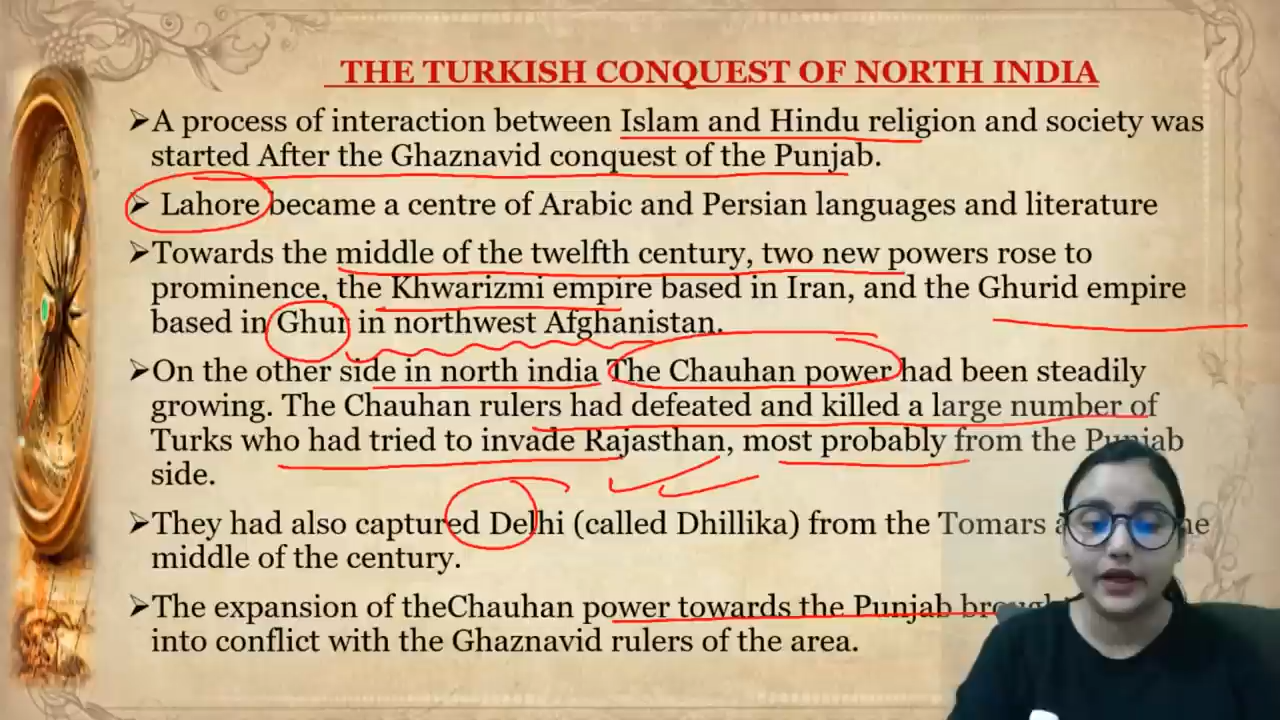 THE TURKISH CONQUEST OF NORTH INDIA
➢A process of interaction between Islam and Hindu religion and society was
started After the Ghaznavid conquest of the Punjab.
➢ Lahore became a centre of Arabic and Persian languages and literature
➢Towards the middle of the twelfth century, two new powers rose to
prominence, the Khwarizmi empire based in Iran, and the Ghurid empire
based in Ghur in northwest Afghanistan.
➢On the other side in north india The Chauhan power had been steadily
growing. The Chauhan rulers had defeated and killed a large number of
Turks who had tried to invade Rajasthan, most probably from the Punjab
side.
➢They had also captured Delhi (called Dhillika) from the Tomars
middle of the century.
➢The expansion of theChauhan power towards the Punjab
into conflict with the Ghaznavid rulers of the area.